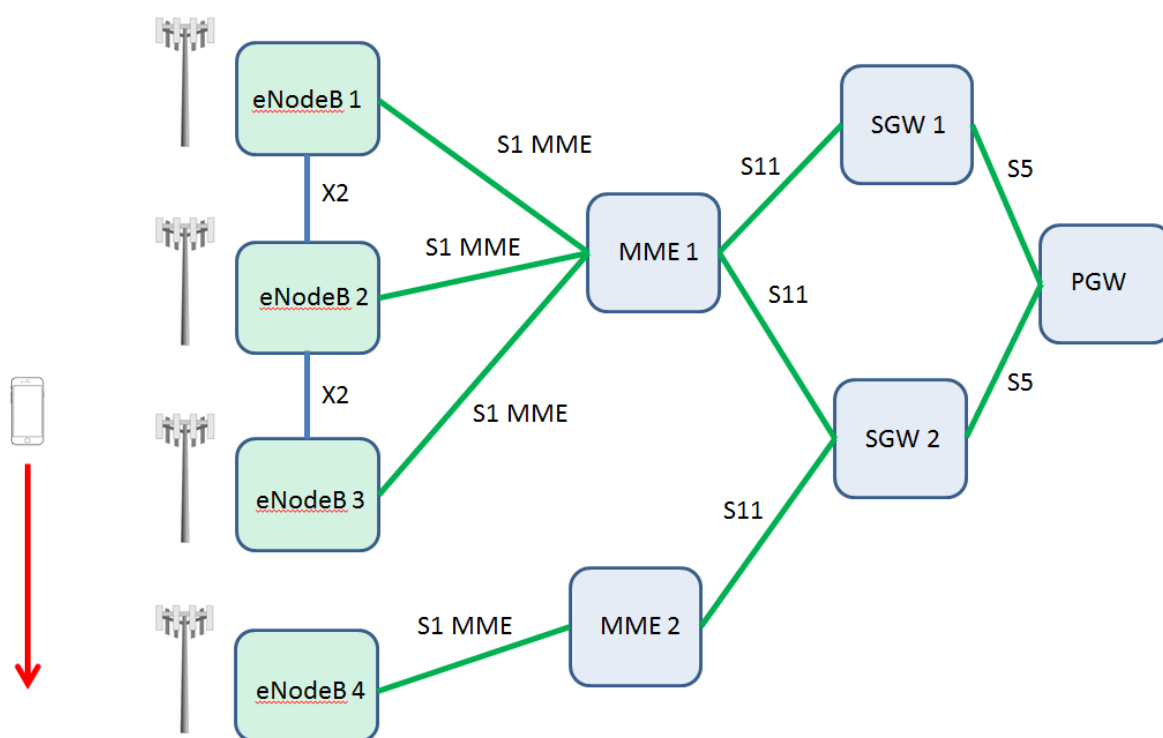 eNodeB 1
SGW 1
S1 MME
S11
S5
X2
MME 1
S1 MME
PGW
eNodeB 2
S11
S5
X2
S1 MME
SGW 2
eNodeB 3
S11
S1 MME
MME 2
eNodeB 4